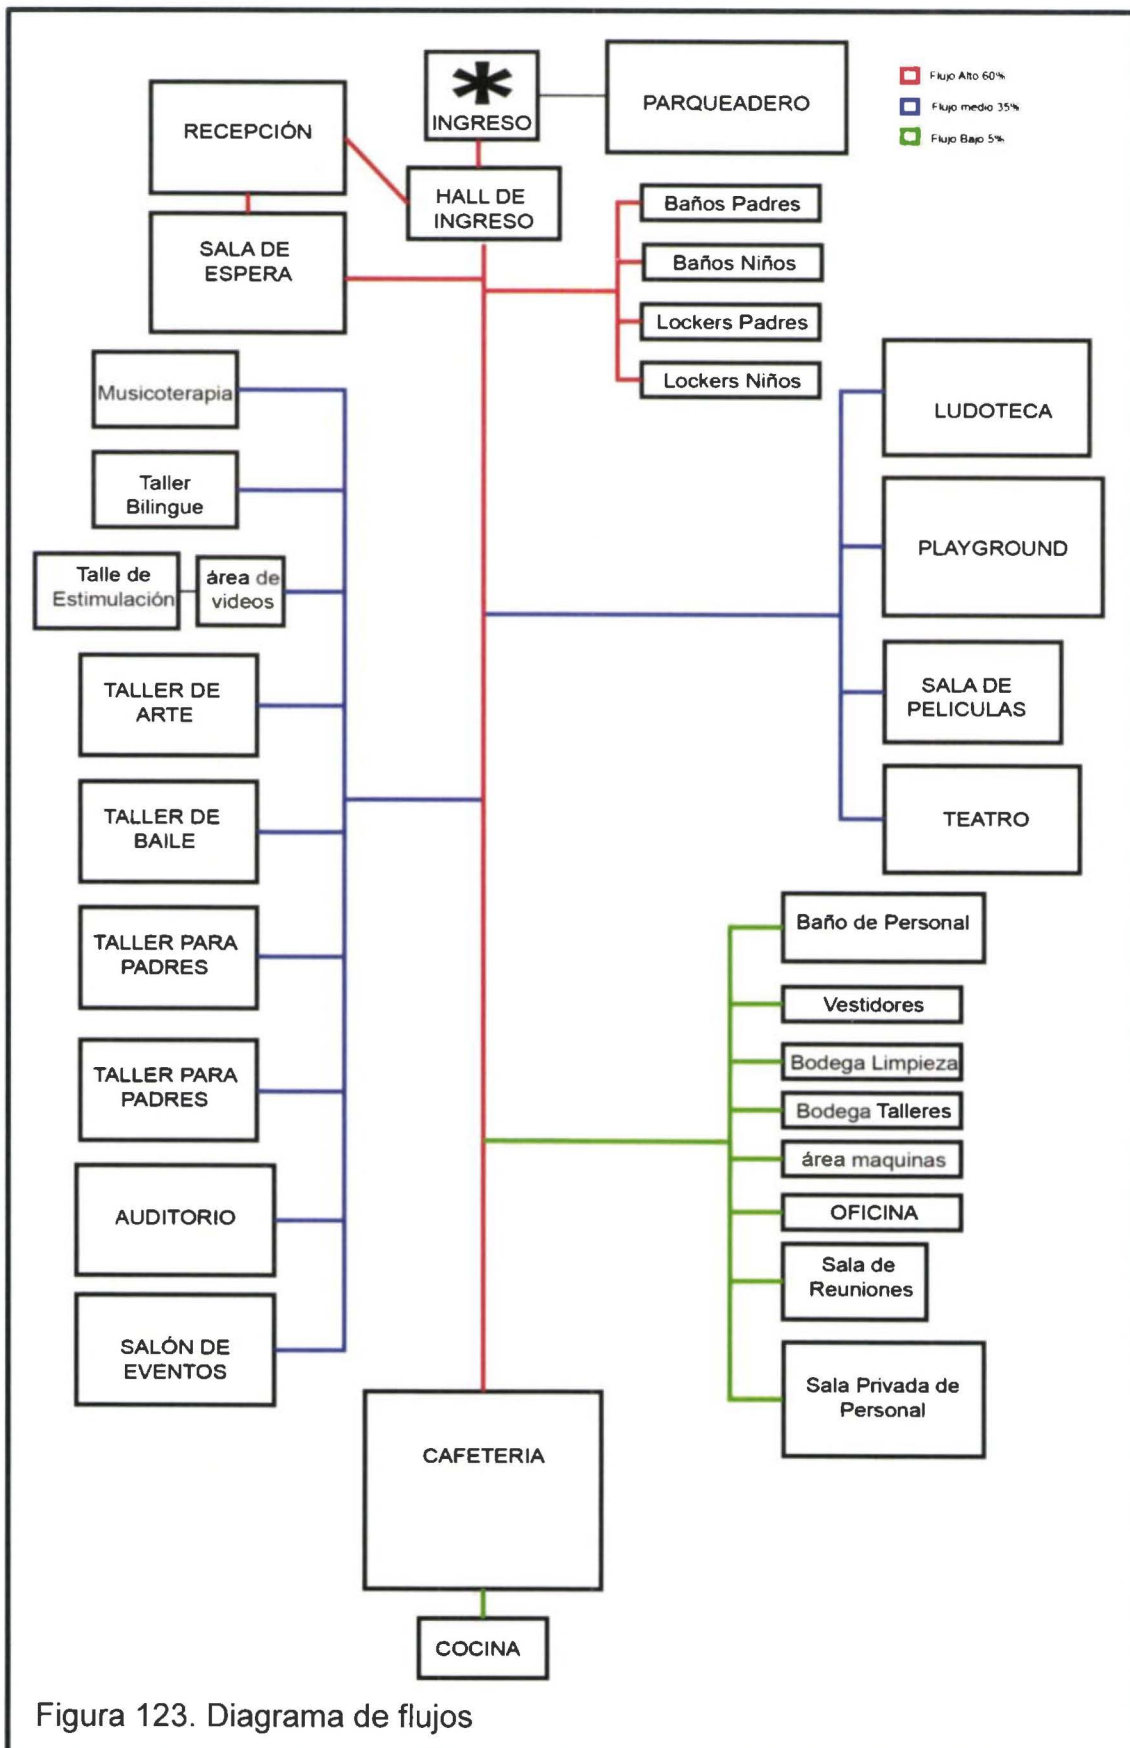 INGRESO
PARQUEADERO
Flujo Alto 60%
Flujo medio 35%
Flujo Bajo 5%
RECEPCIÓN
HALL DE
INGRESO
SALA DE
ESPERA
Baños Padres
Baños Niños
Lockers Padres
Lockers Niños
Musicoterapia
Taller
Bilingue
Talle de
Estimulación
área de
videos
TALLER DE
ARTE
TALLER DE
BAILE
TALLER PARA
PADRES
TALLER PARA
PADRES
AUDITORIO
SALÓN DE
EVENTOS
LUDOTECA
PLAYGROUND
SALA DE
PELICULAS
TEATRO
Baño de Personal
Vestidores
Bodega Limpieza
Bodega Talleres
área maquinas
OFICINA
Sala de
Reuniones
Sala Privada de
Personal
CAFETERIA
COCINA
Figura 123. Diagrama de flujos